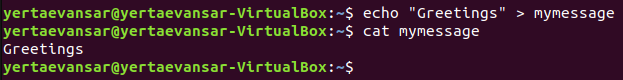 yertaevansar@yertaevansar-VirtualBox:~$ echo "Greetings" > mymessage
yertaevansar@yertaevansar-VirtualBox:~$ cat mymessage
Greetings
yertaevansar@yertaevansar-VirtualBox:~$